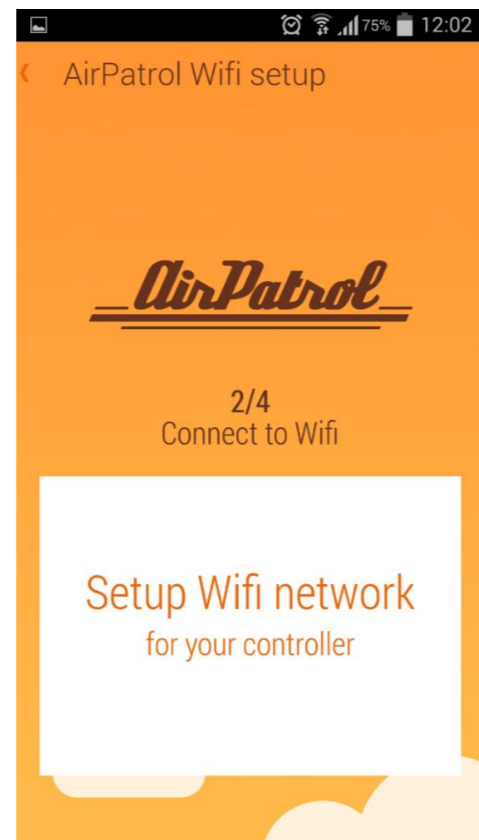 75% 12:02
AirPatrol Wifi setup
AirPatrol
2/4
Connect to Wifi
Setup Wifi network
for your controller